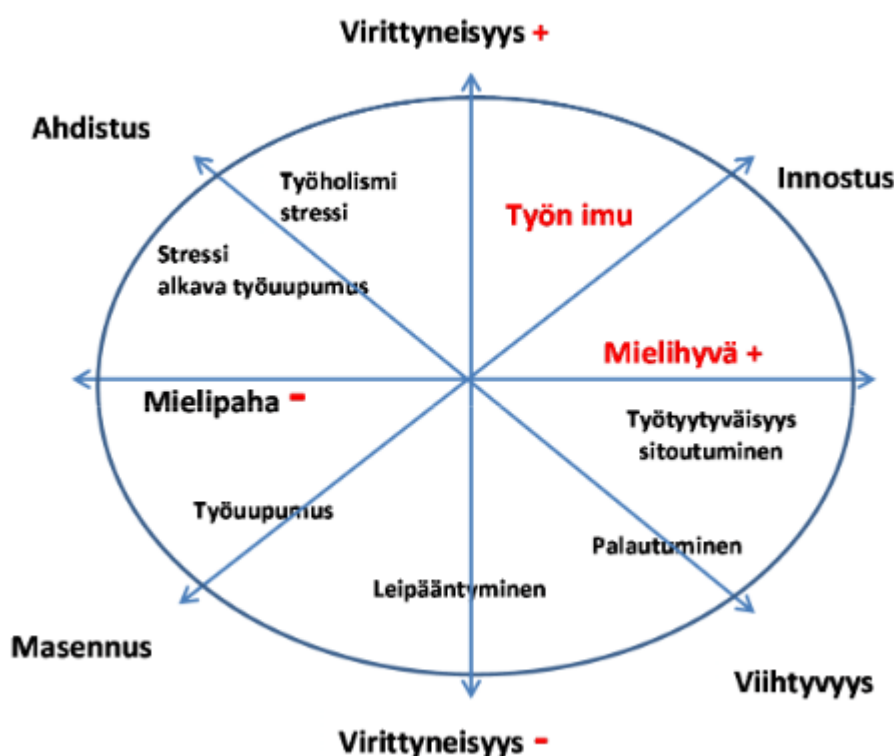 Virittyneisyys +
Ahdistus
Innostus
Työholismi
stressi
Työn imu
Stressi
alkava työuupumus
Mielihyvä +
Mielipaha -
Työtyytyväisyys
sitoutuminen
Työuupumus
Palautuminen
Leipääntyminen
Masennus
Viihtyvyys
Virittyneisyys -